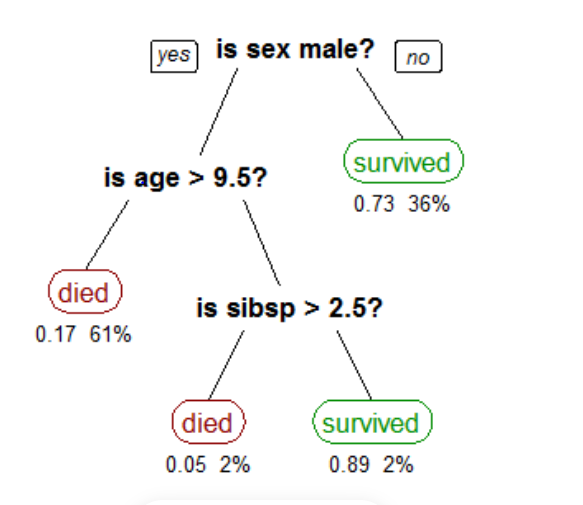 yes is sex male? no
survived
0.73 36%
is age > 9.5?
died
0.17 61%
is sibsp > 2.5?
died survived
0.05 2% 0.89 2%